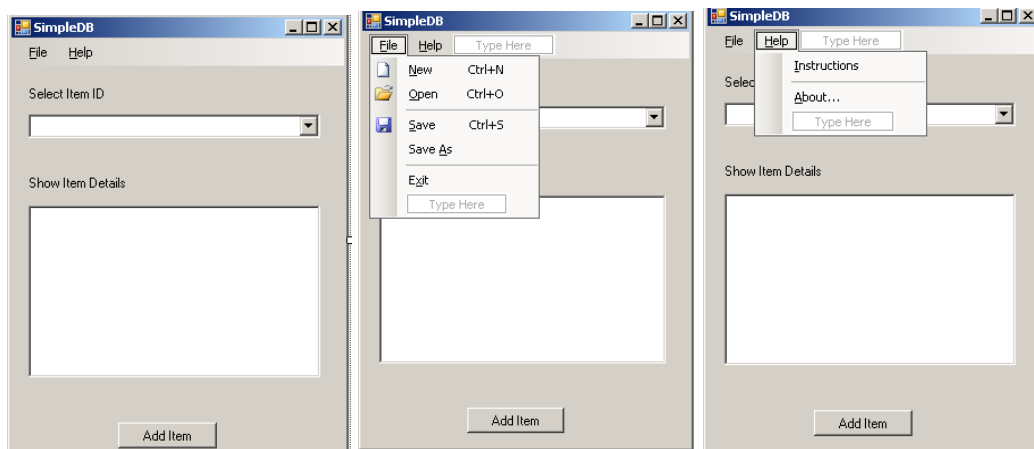 SimpleDB
File Help
Select Item ID
Show Item Details
Add Item
SimpleDB
File Help Type Here
New Ctrl+N
Open Ctrl+O
Save Ctrl+S
Save As
Exit
Type Here
Add Item
SimpleDB
File Help Type Here
Instructions
Selec
About...
Type Here
Show Item Details
Add Item